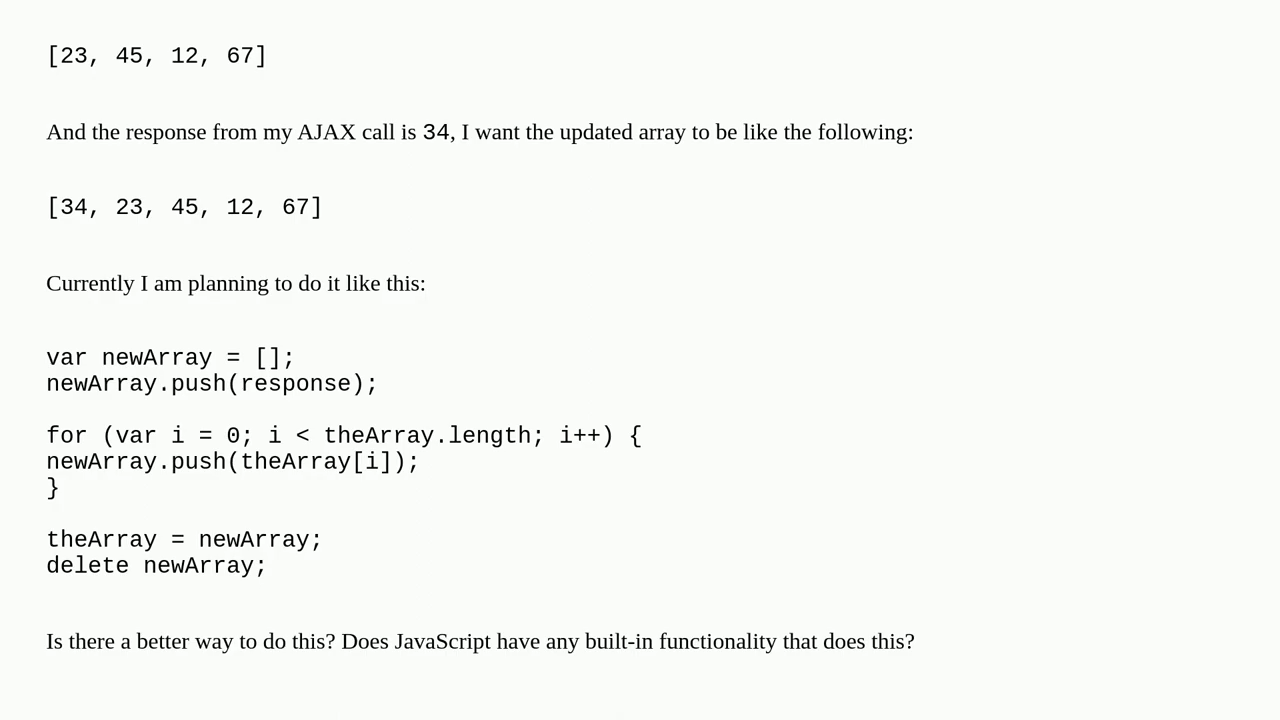 [23, 45, 12, 67]
And the response from my AJAX call is 34, I want the updated array to be like the following:
[34, 23, 45, 12, 67]
Currently I am planning to do it like this:
var newArray = [];
newArray.push(response);
for (var i = 0; i < theArray.length; i++) {
newArray.push(theArray[i]);
}
theArray = newArray;
delete newArray;
Is there a better way to do this? Does JavaScript have any built-in functionality that does this?